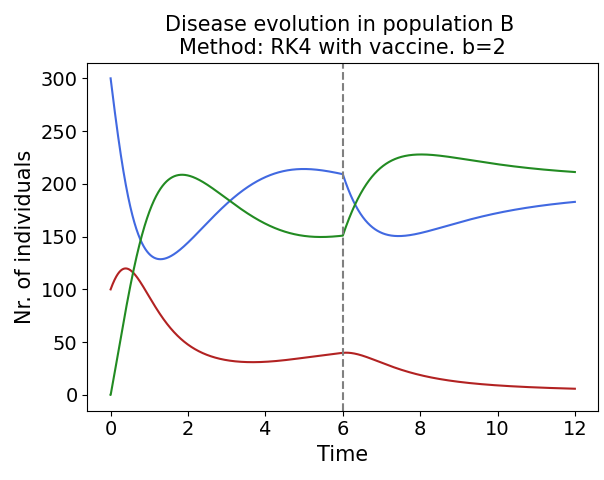 Disease evolution in population B
Method: RK4 with vaccine. b=2
Nr. of individuals
300
250
200
150
100
50
0
0 2 4 6 8 10 12
Time